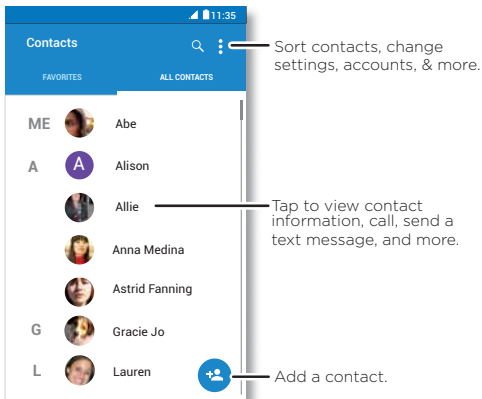 11:35
Contacts
Sort contacts, change
settings, accounts, & more.
FAVORITES
ALL CONTACTS
ME
Abe
A
A
Alison
Allie
Tap to view contact
information, call, send a
text message, and more.
Anna Medina
Astrid Fanning
G
Gracie Jo
L
Lauren
Add a contact.